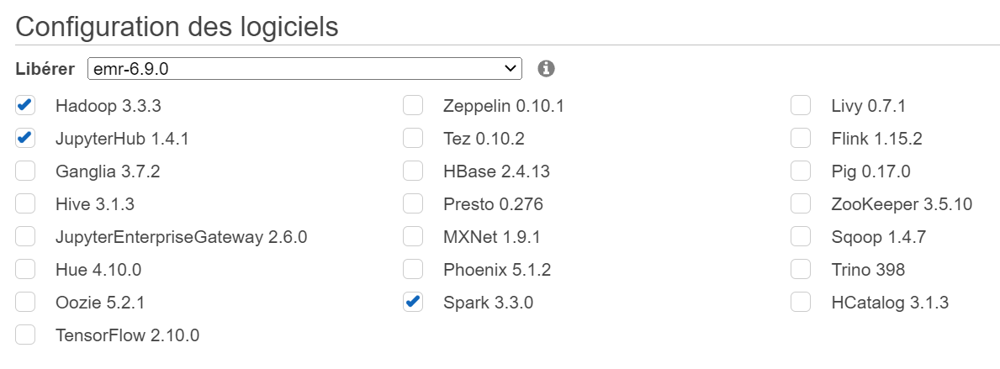 Configuration des logiciels
Libérer emr-6.9.0
Hadoop 3.3.3 Zeppelin 0.10.1 Livy 0.7.1
JupyterHub 1.4.1 Tez 0.10.2 Flink 1.15.2
Ganglia 3.7.2 HBase 2.4.13 Pig 0.17.0
Hive 3.1.3 Presto 0.276 ZooKeeper 3.5.10
JupyterEnterpriseGateway 2.6.0 MXNet 1.9.1 Sqoop 1.4.7
Hue 4.10.0 Phoenix 5.1.2 Trino 398
Oozie 5.2.1 Spark 3.3.0 HCatalog 3.1.3
TensorFlow 2.10.0